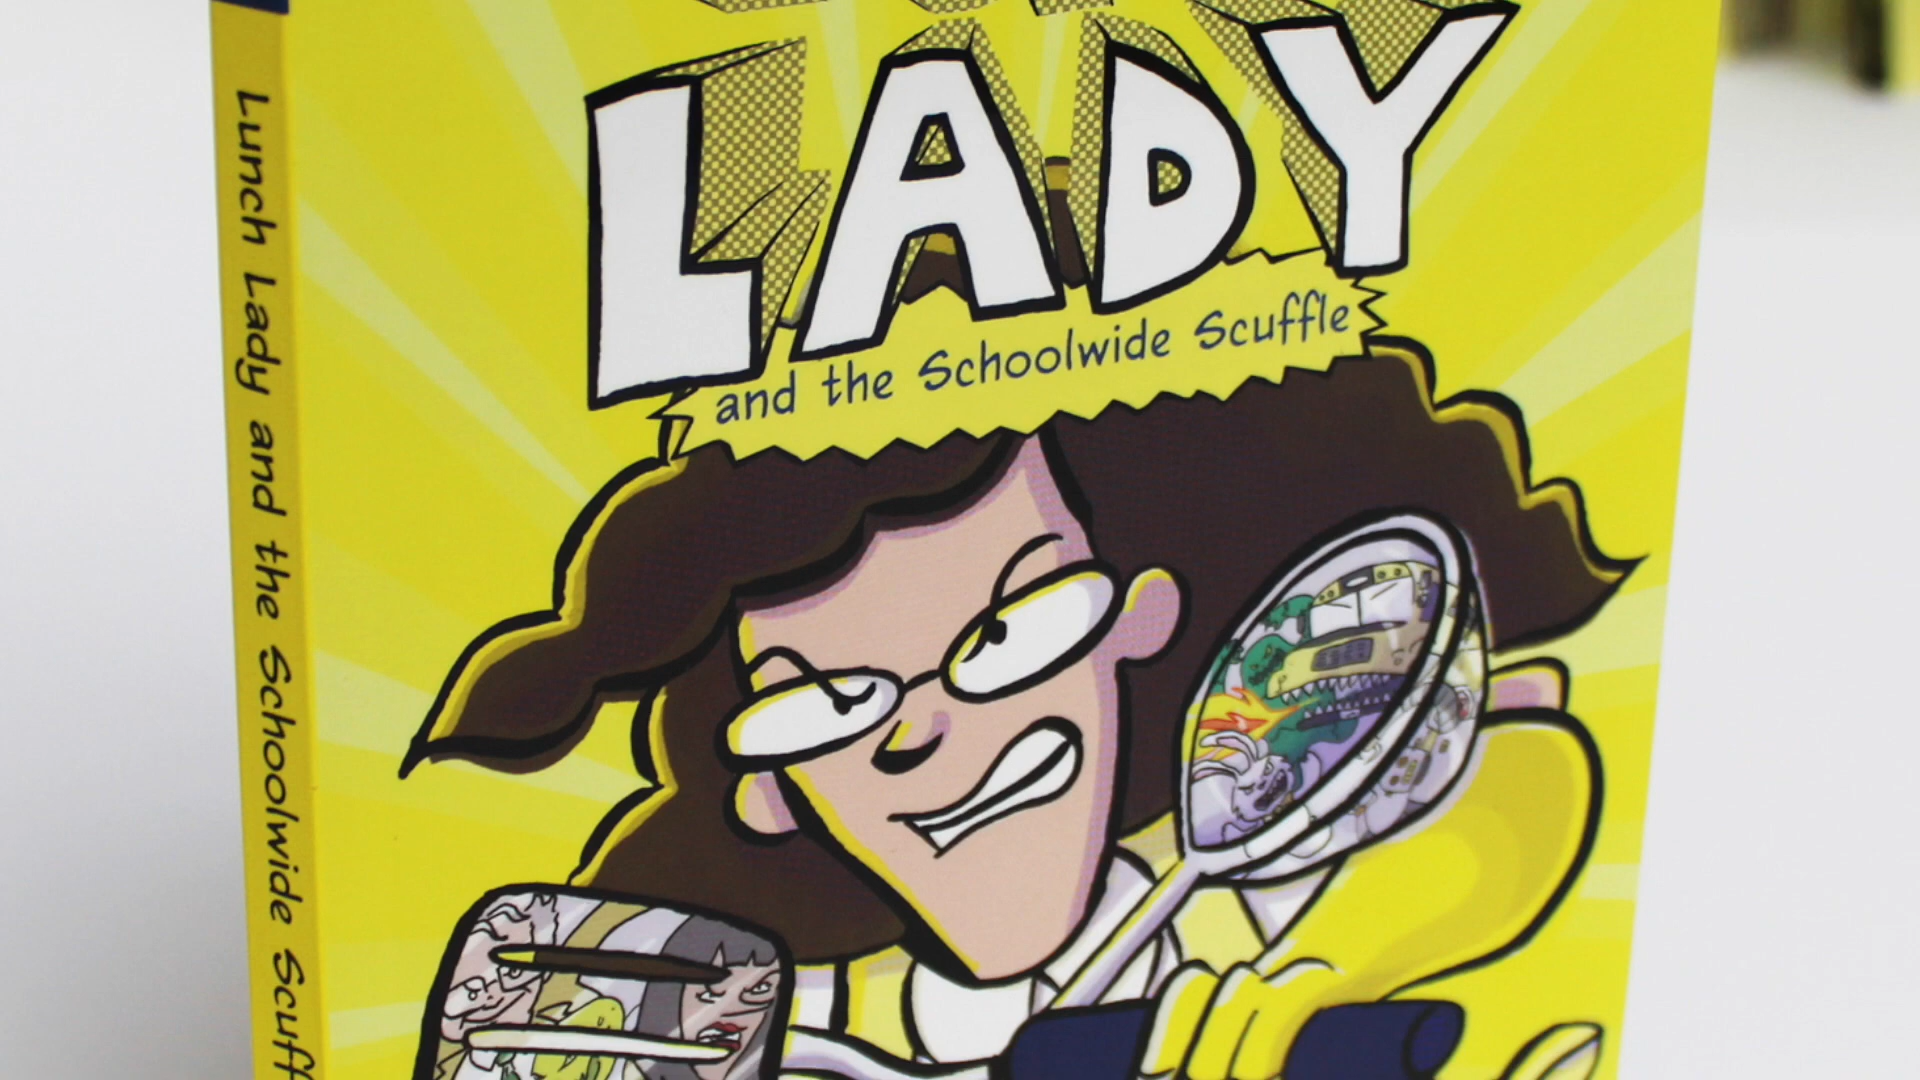 LADY
and the Schoolwide Scuffle
Lunch Lady and the Schoolwide Scuff